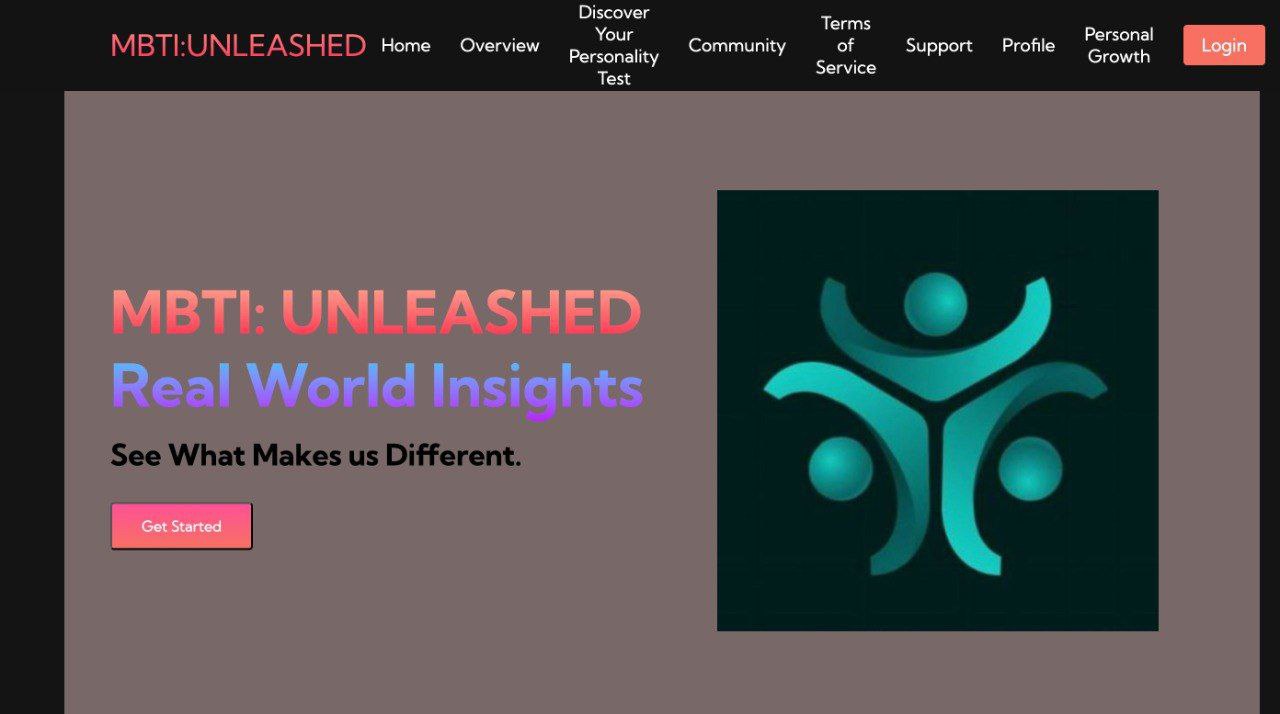 MBTI:UNLEASHED
Home
Overview
Discover
Your
Personality
Test
Community
Terms
of
Service
Support
Profile
Personal
Growth
Login
MBTI: UNLEASHED
Real World Insights
See What Makes us Different.
Get Started